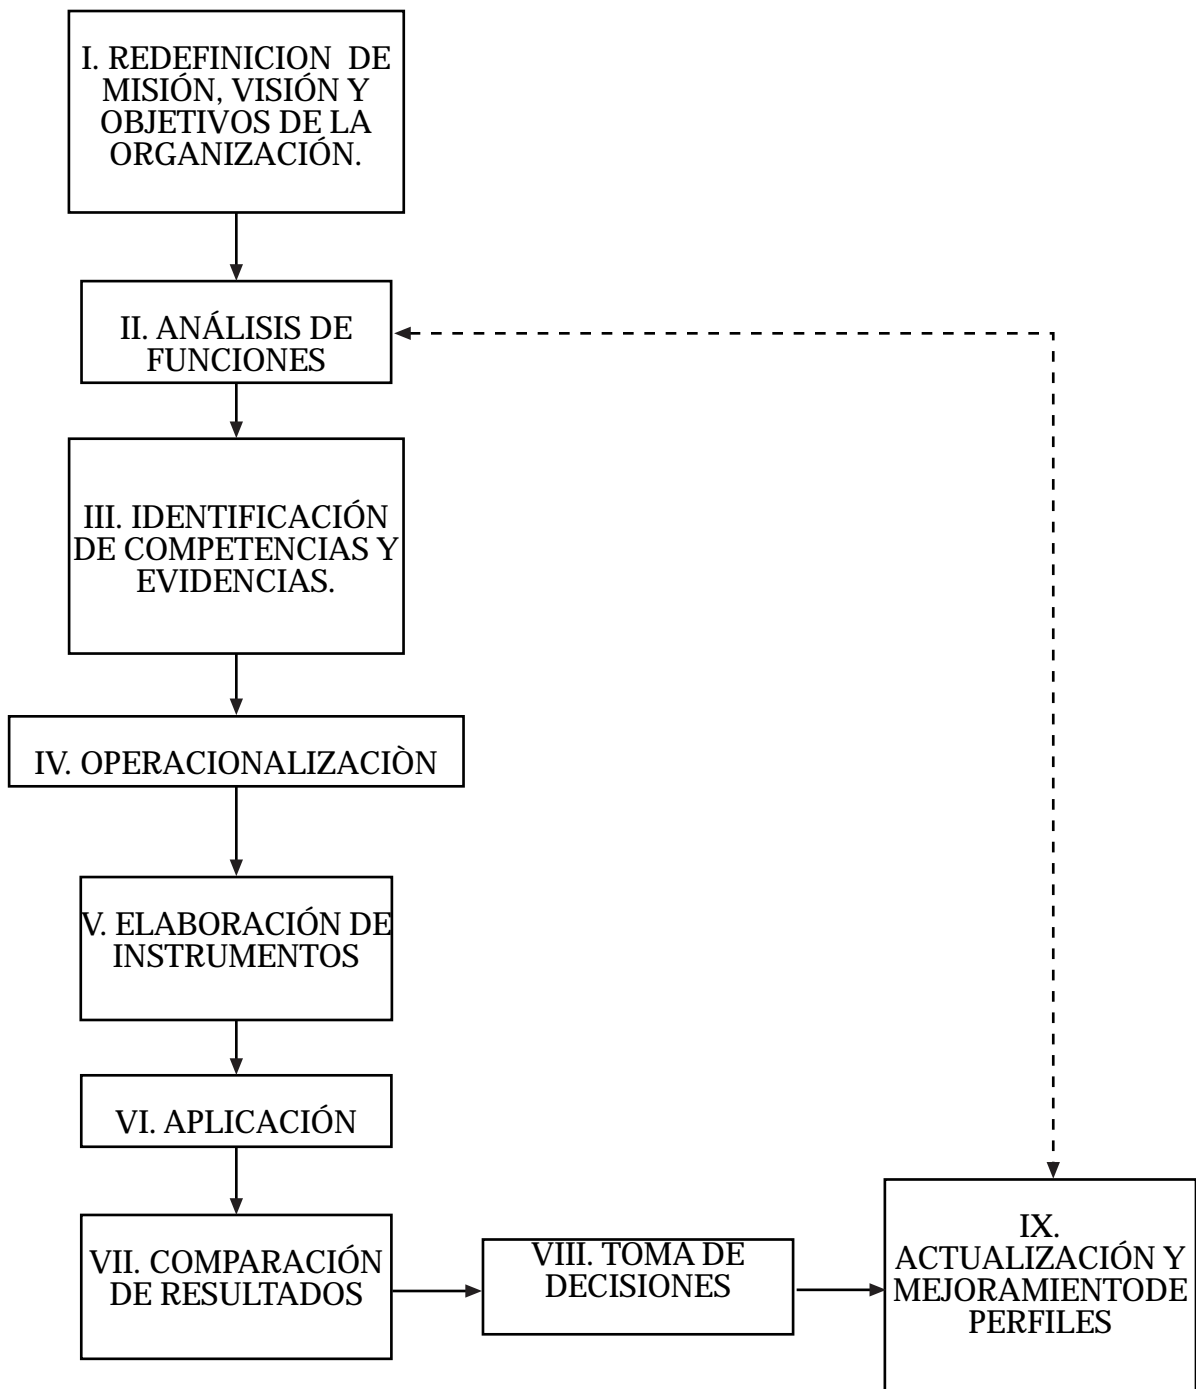 I. REDEFINICION DE
MISIÓN, VISIÓN Y
OBJETIVOS DE LA
ORGANIZACIÓN.
II. ANÁLISIS DE
FUNCIONES
III. IDENTIFICACIÓN
DE COMPETENCIAS Y
EVIDENCIAS.
IV. OPERACIONALIZACIÒN
V. ELABORACIÓN DE
INSTRUMENTOS
VI. APLICACIÓN
VII. COMPARACIÓN
DE RESULTADOS
VIII. TOMA DE
DECISIONES
IX.
ACTUALIZACIÓN Y
MEJORAMIENTODE
PERFILES